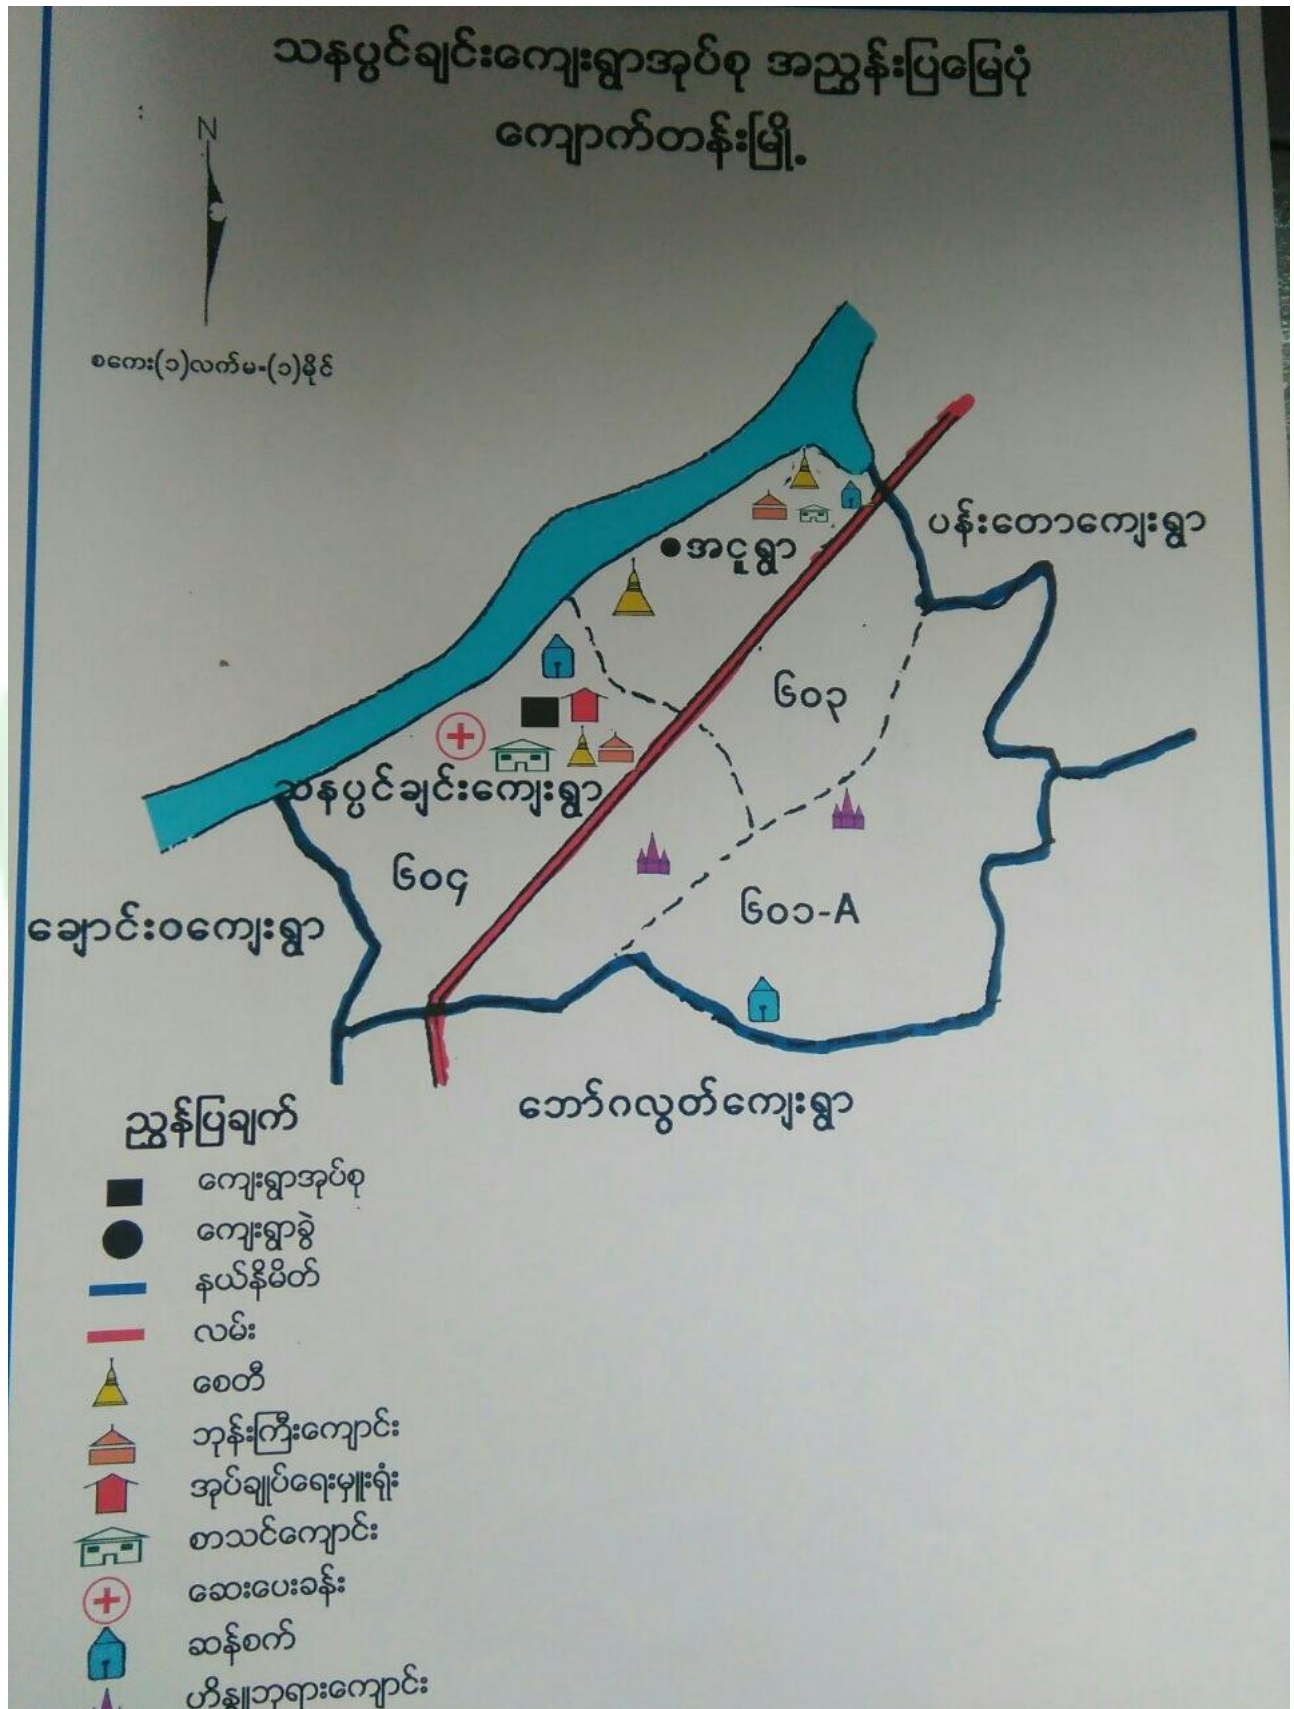 သနပ္ပင်ချင်းကျေးရွာအုပ်စု အညွှန်းပြမြေပုံ
ကျောက်တန်းမြို့
N
စကေး(၁)လက်မ-(၁)မိုင်
ပန်းတောကျေးရွာ
အငူရွာ
၆၀၃
သနပ္ပင်ချင်းကျေးရွာ
၆၀၄
၆၀၁-A
ချောင်းဝကျေးရွာ
ဘော်ဂလွတ်ကျေးရွာ
ညွှန်ပြချက်
ကျေးရွာအုပ်စု
ကျေးရွာခွဲ
နယ်နိမိတ်
လမ်း
စေတီ
ဘုန်းကြီးကျောင်း
အုပ်ချုပ်ရေးမှူးရုံး
စာသင်ကျောင်း
ဆေးပေးခန်း
ဆန်စက်
ဟိန္ဒူဘုရားကျောင်း